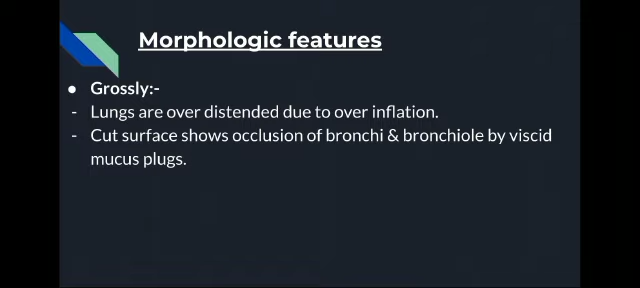 Morphologic features
● Grossly:-
- Lungs are over distended due to over inflation.
- Cut surface shows occlusion of bronchi & bronchiole by viscid
mucus plugs.